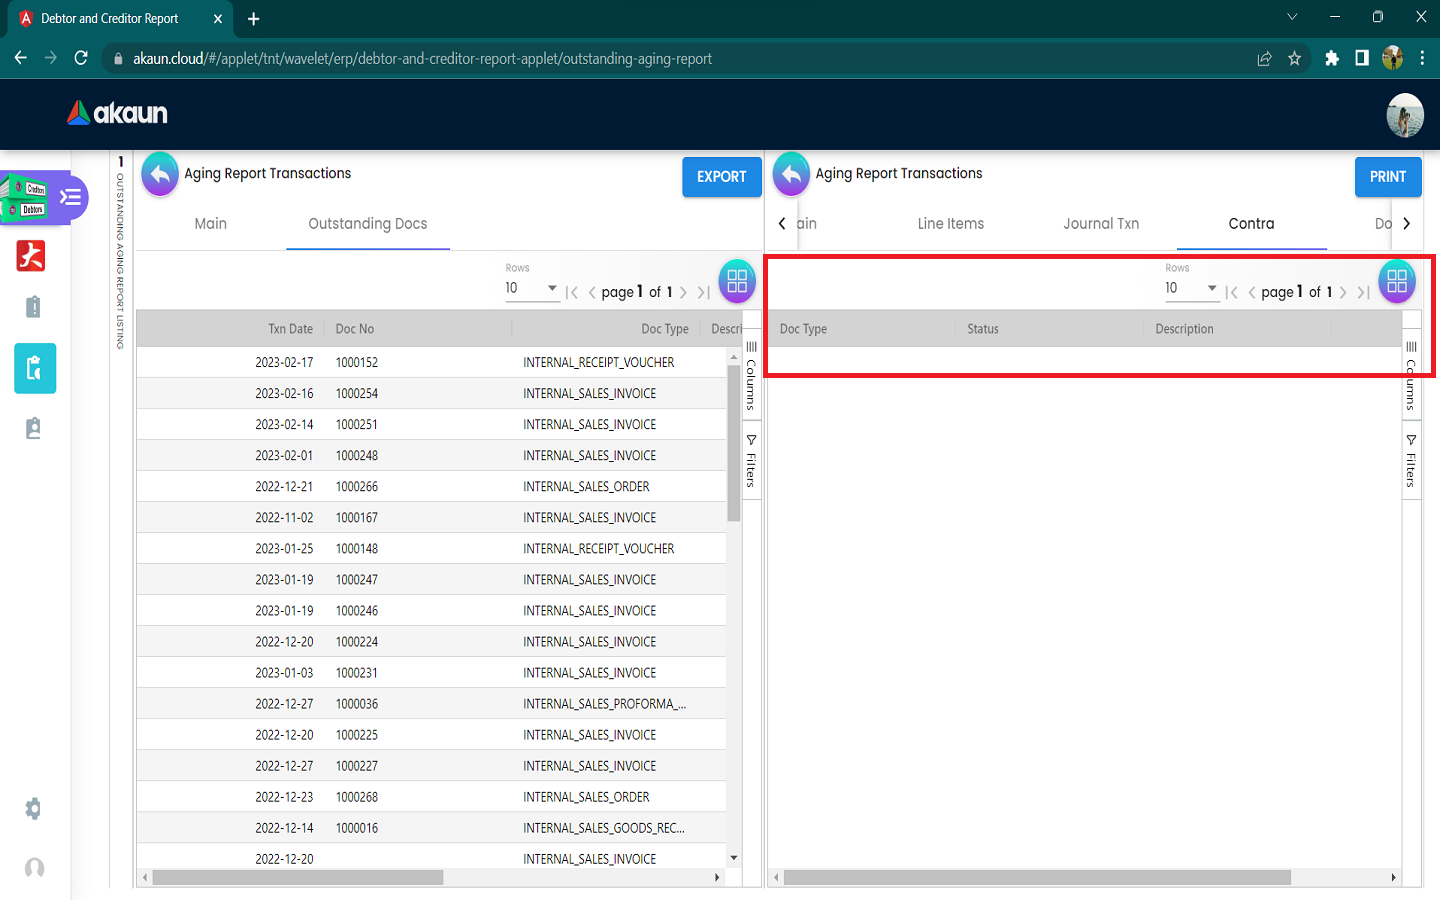 Debtor and Creditor Report
akaun.cloud/#/applet/tnt/wavelet/erp/debtor-and-creditor-report-applet/outstanding-aging-report
akaun
Creditors
Debtors
1 OUTSTANDING AGING REPORT LISTING
Aging Report Transactions
EXPORT
Main
Outstanding Docs
Rows
10
page 1 of 1
Txn Date Doc No Doc Type Descri
2023-02-17 1000152 INTERNAL_RECEIPT_VOUCHER
2023-02-16 1000254 INTERNAL_SALES_INVOICE
2023-02-14 1000251 INTERNAL_SALES_INVOICE
2023-02-01 1000248 INTERNAL_SALES_INVOICE
2022-12-21 1000266 INTERNAL_SALES_ORDER
2022-11-02 1000167 INTERNAL_SALES_INVOICE
2023-01-25 1000148 INTERNAL_RECEIPT_VOUCHER
2023-01-19 1000247 INTERNAL_SALES_INVOICE
2023-01-19 1000246 INTERNAL_SALES_INVOICE
2022-12-20 1000224 INTERNAL_SALES_INVOICE
2023-01-03 1000231 INTERNAL_SALES_INVOICE
2022-12-27 1000036 INTERNAL_SALES_PROFORMA_...
2022-12-20 1000225 INTERNAL_SALES_INVOICE
2022-12-27 1000227 INTERNAL_SALES_INVOICE
2022-12-23 1000268 INTERNAL_SALES_ORDER
2022-12-14 1000016 INTERNAL_SALES_GOODS_REC...
2022-12-20 INTERNAL_SALES_INVOICE
Columns
Filters
Aging Report Transactions
PRINT
ain
Line Items
Journal Txn
Contra
Do
Rows
10
page 1 of 1
Doc Type Status Description
Columns
Filters